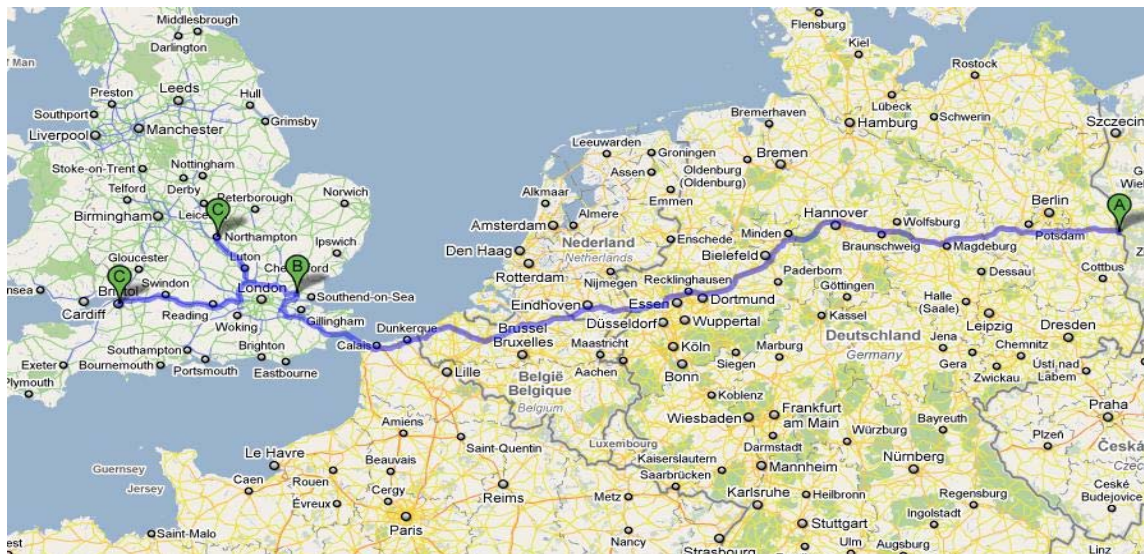 Middlesbrough
Darlington
Flensburg
Kiel
Rostock
of Man
Preston
Leeds
Hull
Lübeck
Schwerin
Southport
Grimsby
Bremerhaven
Hamburg
Szczecin
Liverpool
Manchester
Leeuwarden
Groningen
Oldenburg
(Oldenburg)
Bremen
Stoke-on-Trent
Nottingham
Assen
Telford
Derby
Norwich
Alkmaar
Emmen
Peterborough
Birmingham
Amsterdam
Almere
Hannover
Wolfsburg
Berlin
A
C
Northampton
Ipswich
Minden
Potsdam
Den Haag
Nederland
Netherlands
Enschede
Braunschweig
Magdeburg
Gloucester
Luton
B
Rotterdam
Bielefeld
C
Swindon
Nijmegen
Recklinghausen
Paderborn
Dessau
Cottbus
London
Southend-on-Sea
Göttingen
Cardiff
Reading
Gillingham
Eindhoven
Essen
Dortmund
Halle
(Saale)
Woking
Dunkerque
Düsseldorf
Wuppertal
Kassel
Leipzig
Brussel
Bruxelles
Deutschland
Germany
Dresden
Southampton
Brighton
Calais
Maastricht
Köln
Siegen
Marburg
Jena
Chemnitz
Exeter
Bournemouth
Portsmouth
Eastbourne
Lille
Aachen
Bonn
Gera
Zwickau
Ústí nad
Labem
Plymouth
België
Belgique
Belgium
Koblenz
Wiesbaden
Frankfurt
am Main
Bayreuth
Praha
Amiens
Saint-Quentin
Luxembourg
Darmstadt
Würzburg
Plzeň
Česká
Guernsey
Jersey
Le Havre
Beauvais
Kaiserslautern
Mannheim
Nürnberg
Caen
Rouen
Cergy
Reims
Saarbrücken
Metz
Karlsruhe
Heilbronn
Regensburg
České
Budejovice
Évreux
Paris
Saint-Malo
Nancy
Strasbourg
Stuttgart
Ulm
Augsburg
Ingolstadt
Linz